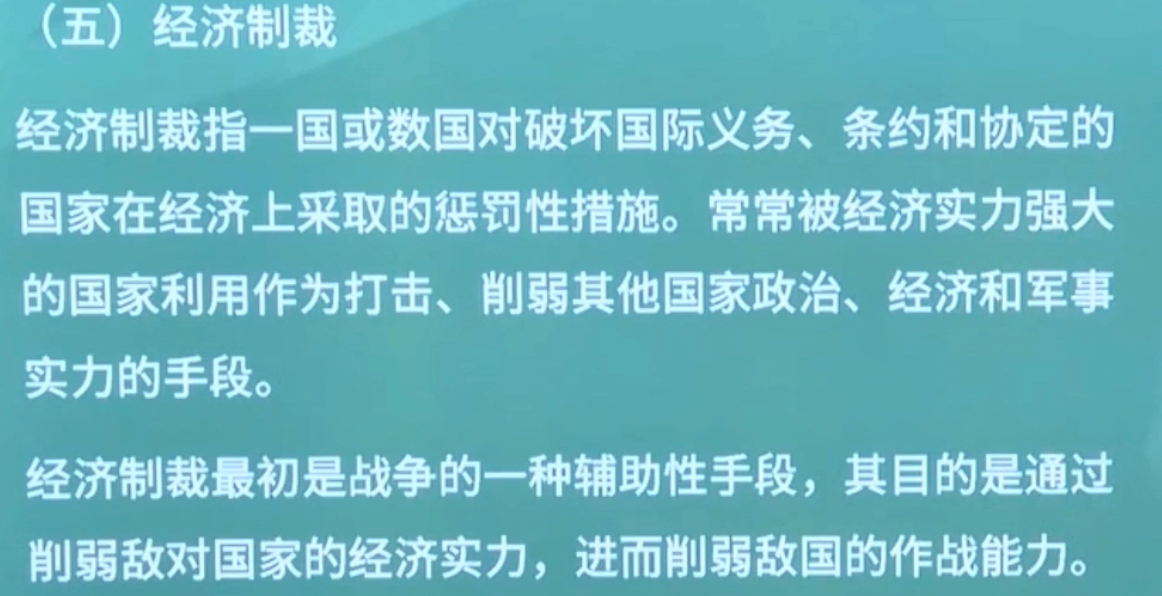 （五）经济制裁
经济制裁指一国或数国对破坏国际义务、条约和协定的
国家在经济上采取的惩罚性措施。常常被经济实力强大
的国家利用作为打击、削弱其他国家政治、经济和军事
实力的手段。
经济制裁最初是战争的一种辅助性手段，其目的是通过
削弱敌对国家的经济实力，进而削弱敌国的作战能力。